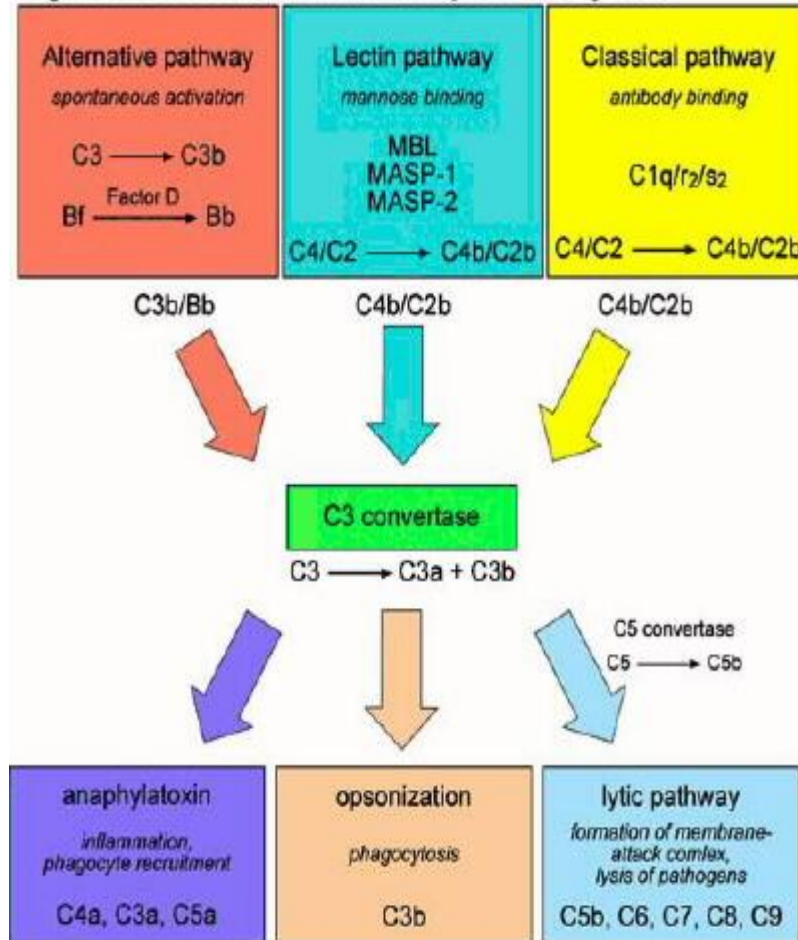 Alternative pathway
spontaneous activation
C3 → C3b
Factor D
Bf → Bb
Lectin pathway
mannose binding
MBL
MASP-1
MASP-2
C4/C2 → C4b/C2b
Classical pathway
antibody binding
C1q/r₂/s₂
C4/C2 → C4b/C2b
C3b/Bb
C4b/C2b
C4b/C2b
C3 convertase
C3 → C3a + C3b
C5 convertase
C5 → C5b
anaphylatoxin
inflammation,
phagocyte recruitment
C4a, C3a, C5a
opsonization
phagocytosis
C3b
lytic pathway
formation of membrane-
attack comlex,
lysis of pathogens
C5b, C6, C7, C8, C9